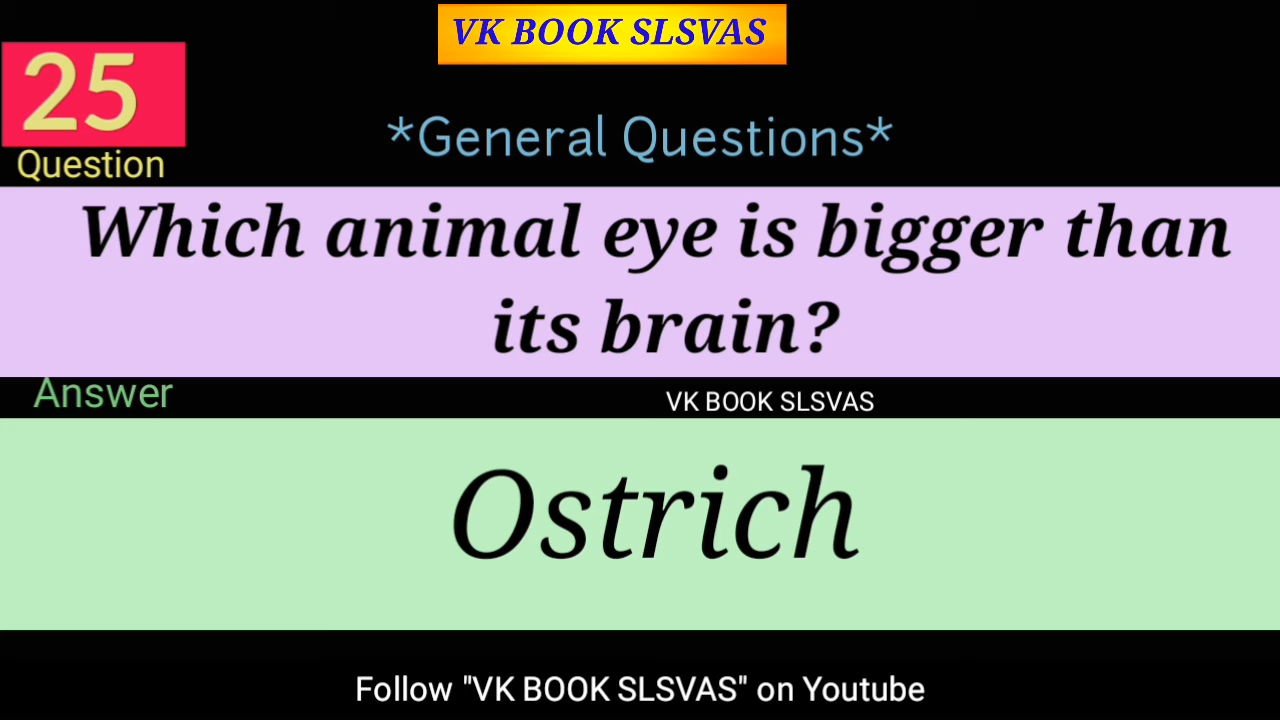 VK BOOK SLSVAS
25
Question
*General Questions*
Which animal eye is bigger than
its brain?
Answer
VK BOOK SLSVAS
Ostrich
Follow "VK BOOK SLSVAS" on Youtube